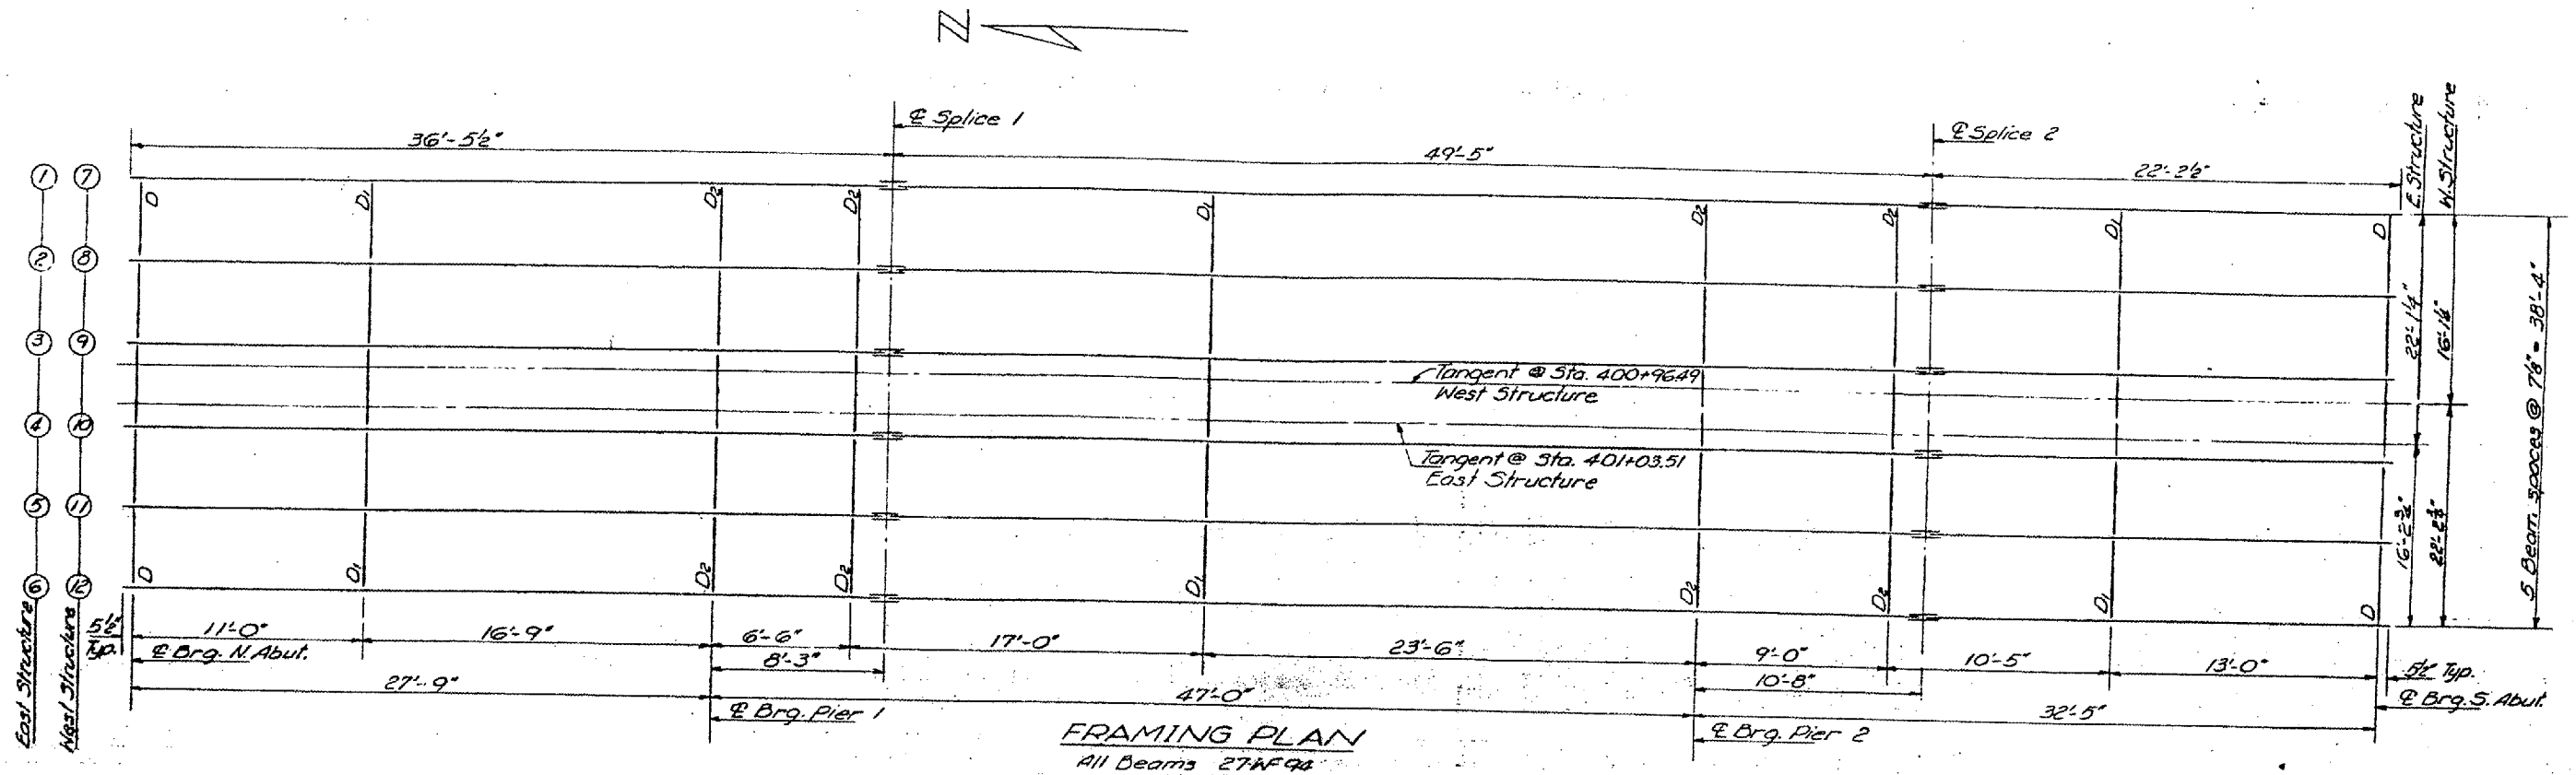 N
℄ Splice 1
℄ Splice 2
36'-5½"
49'-5"
22'-2½"
E. Structure
W. Structure
1 7
2 8
3 9
4 10
5 11
6 12
D D1 D2 D2 D1 D2 D2 D1 D
Tangent @ Sta. 400+96.49
West Structure
Tangent @ Sta. 401+03.51
East Structure
22'-1¼"
16'-1⅛"
16'-2¾"
5 Beam spaces @ 7'8" = 38'-4"
D D1 D2 D2 D1 D2 D2 D1 D
East Structure
West Structure
5½"
Typ.
11'-0"
16'-9"
6'-6"
17'-0"
23'-6"
9'-0"
10'-5"
13'-0"
5½" Typ.
℄ Brg. N. Abut.
8'-3"
10'-8"
℄ Brg. S. Abut.
27'-9"
47'-0"
32'-5"
℄ Brg. Pier 1
℄ Brg. Pier 2
FRAMING PLAN
All Beams 27WF94